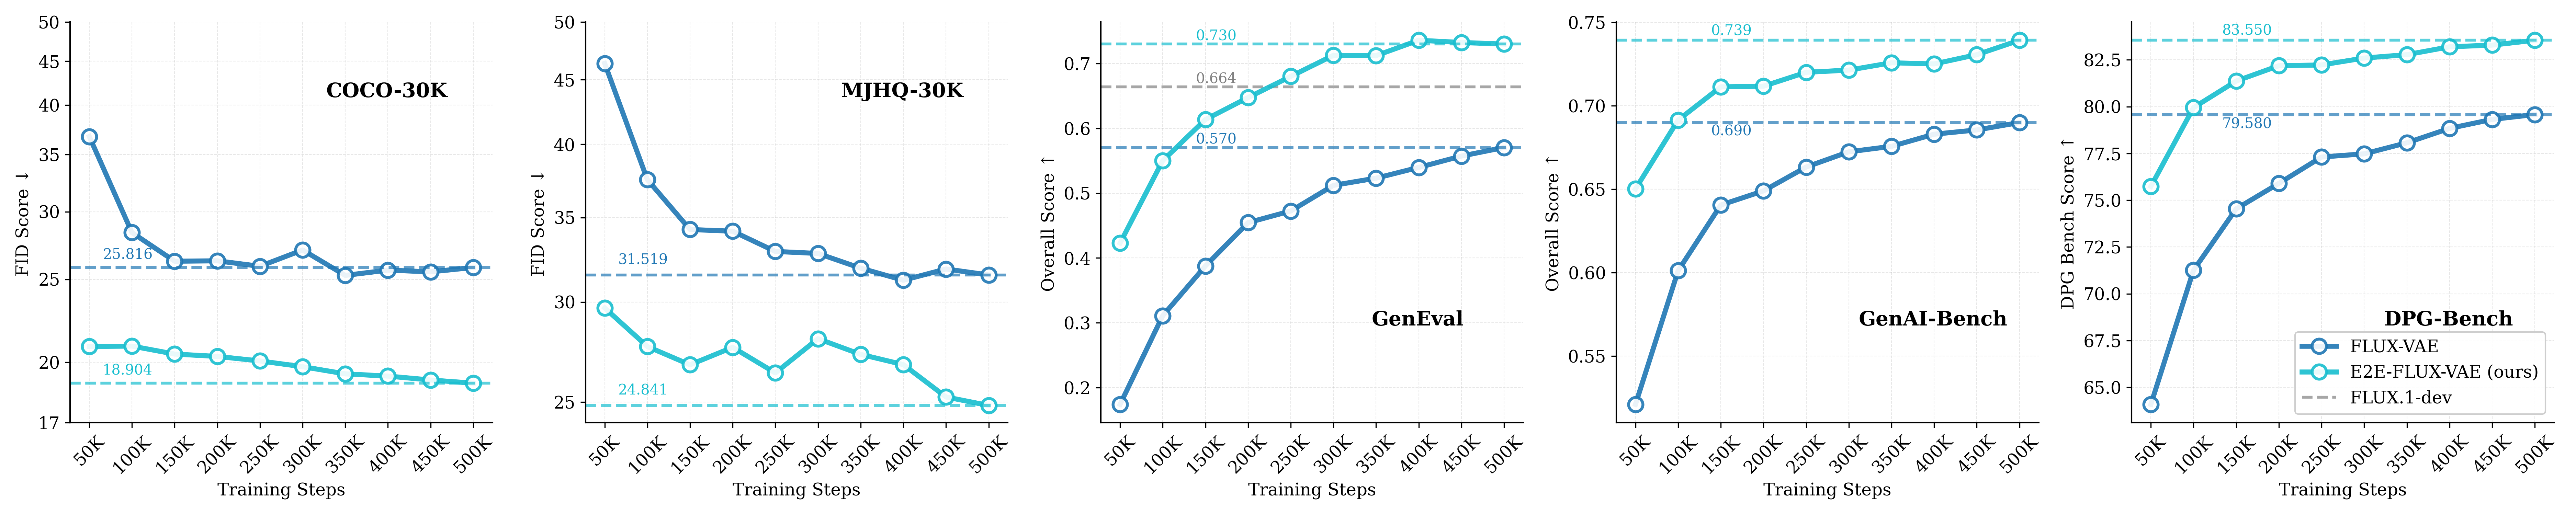 50
45
40
35
30
25
20
17
FID Score ↓
COCO-30K
25.816
18.904
50K
100K
150K
200K
250K
300K
350K
400K
450K
500K
Training Steps
50
45
40
35
30
25
FID Score ↓
MJHQ-30K
31.519
24.841
50K
100K
150K
200K
250K
300K
350K
400K
450K
500K
Training Steps
0.7
0.6
0.5
0.4
0.3
0.2
Overall Score ↑
0.730
0.664
0.570
GenEval
50K
100K
150K
200K
250K
300K
350K
400K
450K
500K
Training Steps
0.75
0.70
0.65
0.60
0.55
Overall Score ↑
0.739
0.690
GenAI-Bench
50K
100K
150K
200K
250K
300K
350K
400K
450K
500K
Training Steps
82.5
80.0
77.5
75.0
72.5
70.0
67.5
65.0
DPG Bench Score ↑
83.550
79.580
DPG-Bench
FLUX-VAE
E2E-FLUX-VAE (ours)
FLUX.1-dev
50K
100K
150K
200K
250K
300K
350K
400K
450K
500K
Training Steps